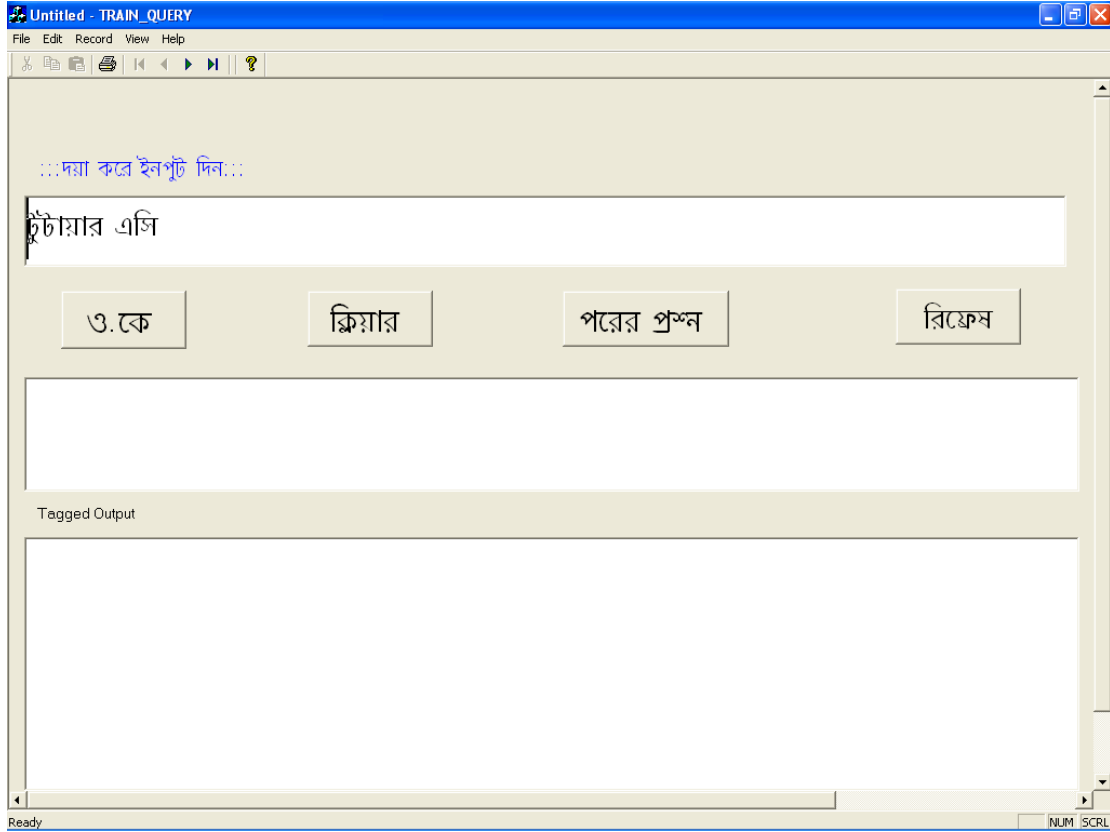 Untitled - TRAIN_QUERY
File Edit Record View Help
:::দয়া করে ইনপুট দিন:::
টুটায়ার এসি
ও.কে ক্লিয়ার পরের প্রশ্ন রিফ্রেষ
Tagged Output
Ready NUM SCRL